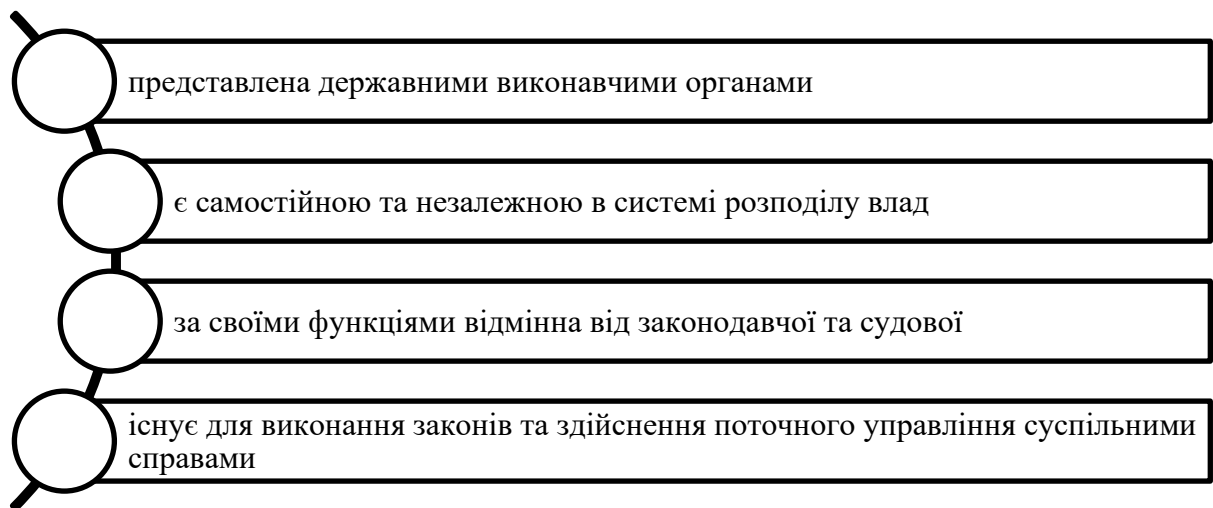 представлена державними виконавчими органами
є самостійною та незалежною в системі розподілу влад
за своїми функціями відмінна від законодавчої та судової
існує для виконання законів та здійснення поточного управління суспільними
справами